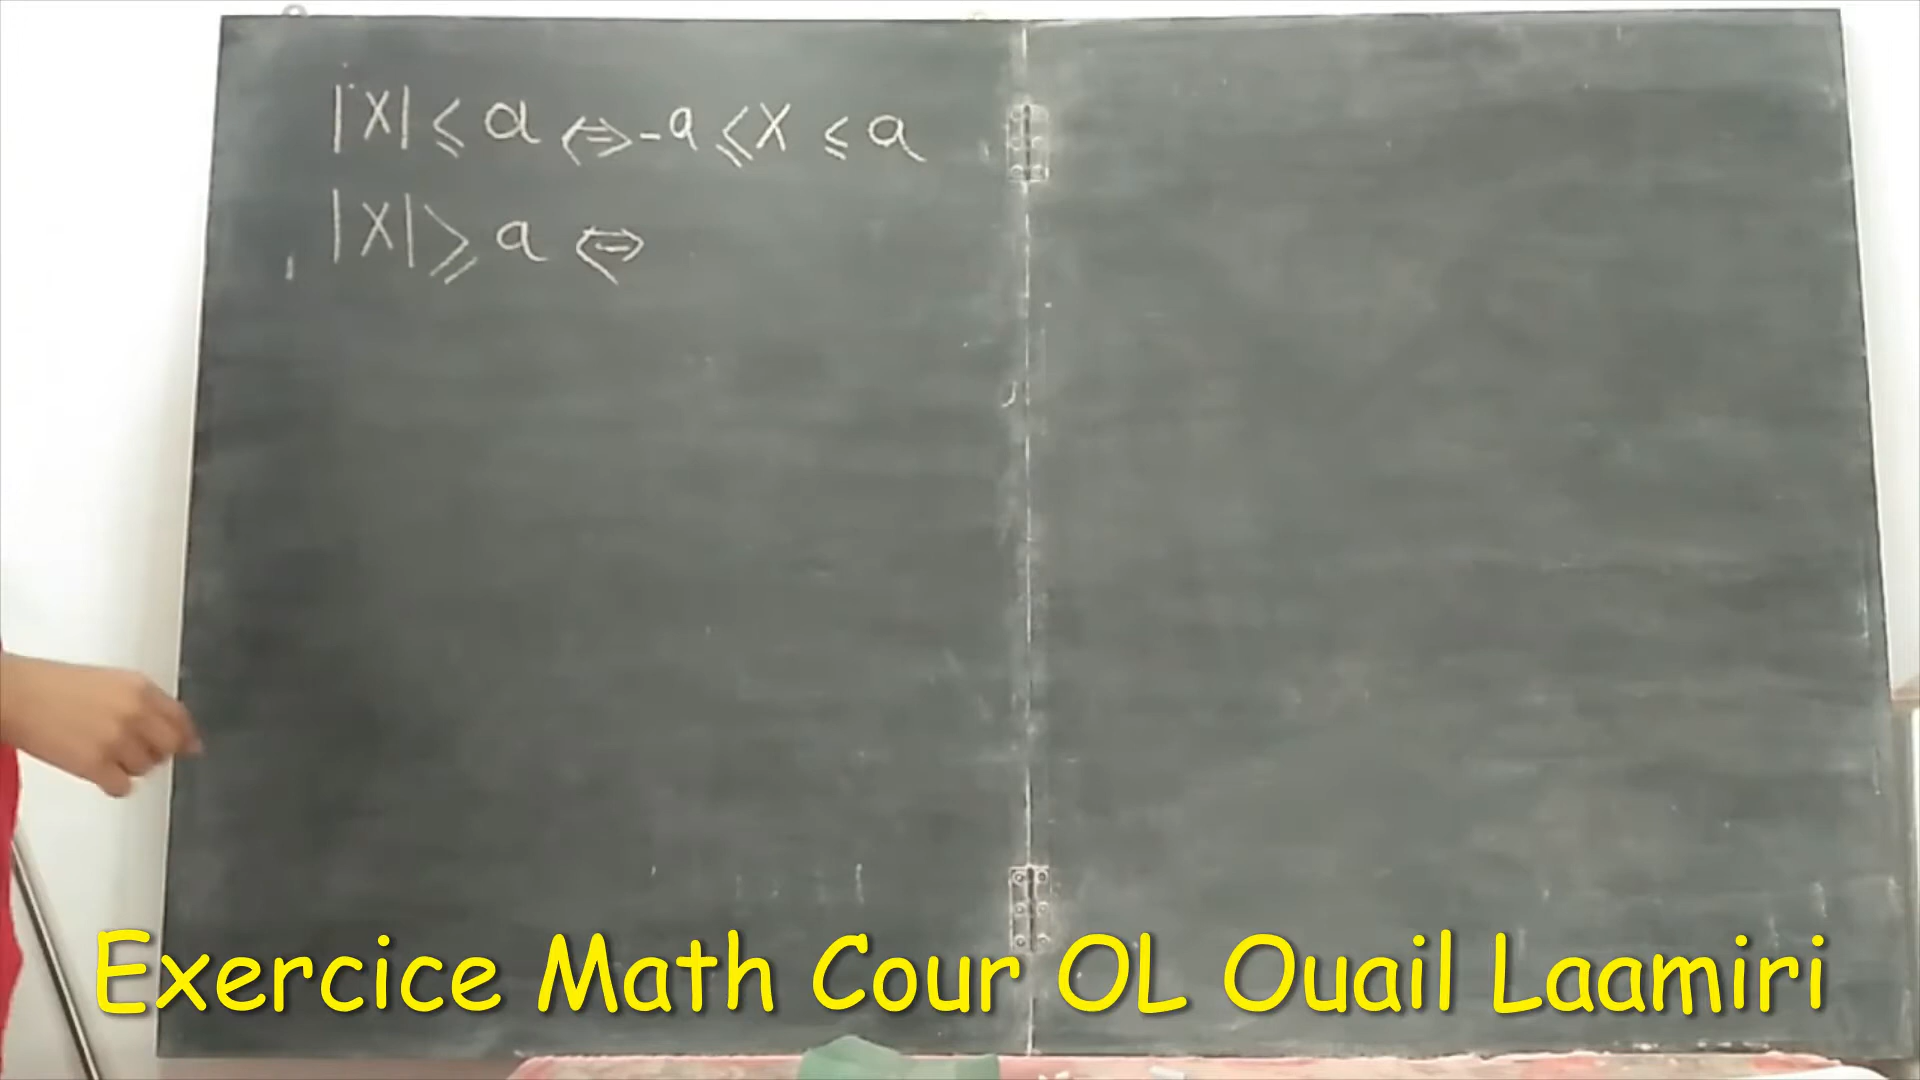 |X| ⩽ a ⇔ -a ⩽ X ⩽ a
|X| ⩾ a ⇔
Exercice Math Cour OL Ouail Laamiri